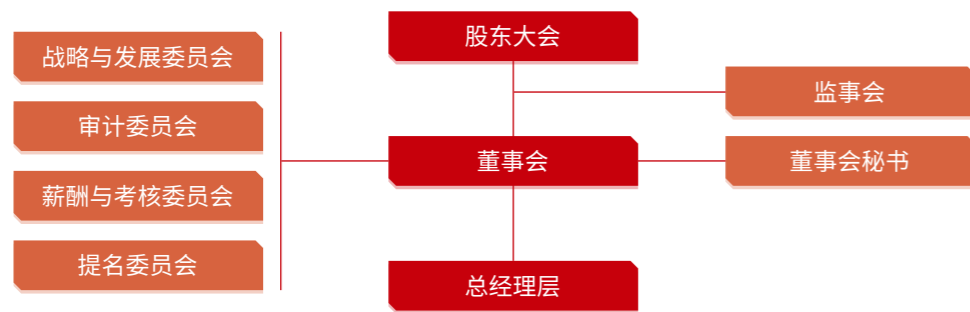 股东大会
战略与发展委员会
监事会
审计委员会
董事会
董事会秘书
薪酬与考核委员会
提名委员会
总经理层